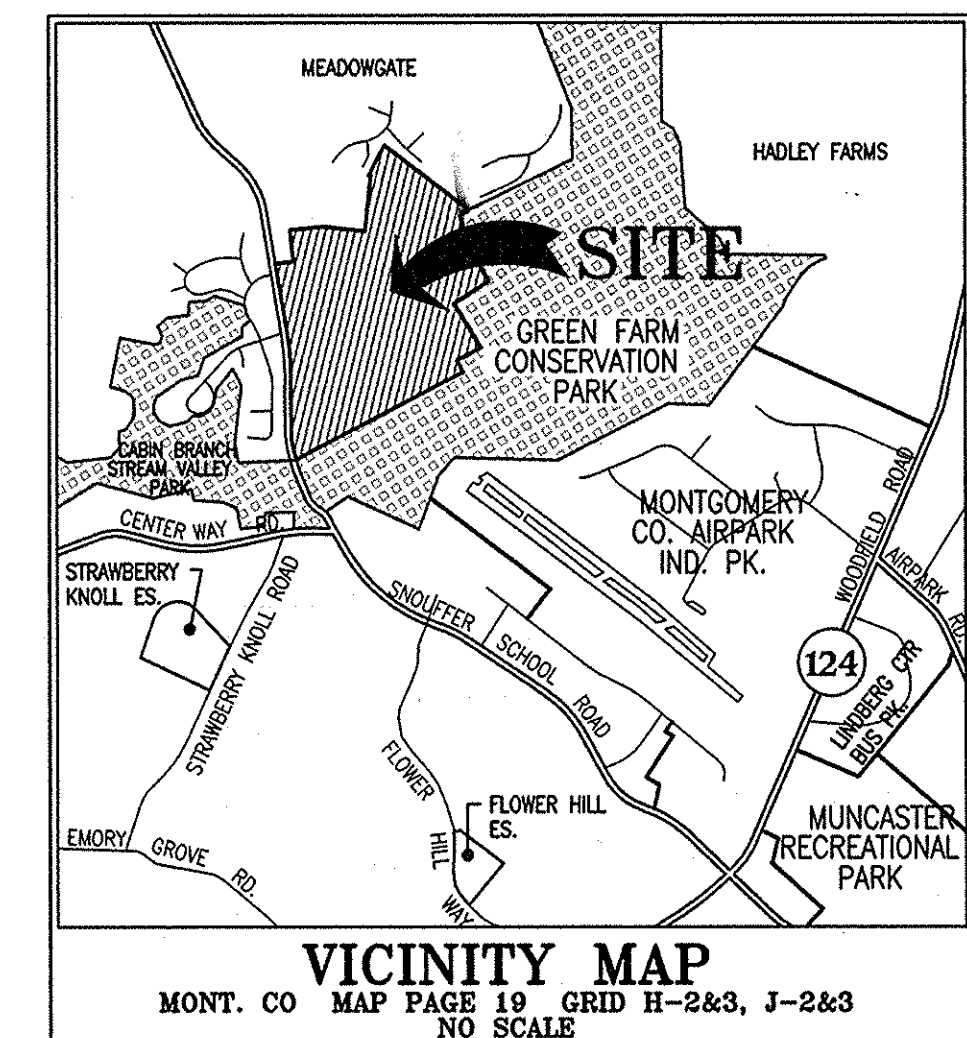 MEADOWGATE
HADLEY FARMS
SITE
GREEN FARM
CONSERVATION
PARK
CABIN BRANCH
STREAM VALLEY
PARK
CENTER WAY RD.
STRAWBERRY
KNOLL ES.
STRAWBERRY KNOLL ROAD
SNOUFFER SCHOOL ROAD
MONTGOMERY
CO. AIRPARK
IND. PK.
WOODFIELD ROAD
AIRPARK RD.
124
LINDBERG CTR
BUS PK.
FLOWER HILL WAY
FLOWER HILL
ES.
EMORY GROVE RD.
MUNCASTER
RECREATIONAL
PARK
VICINITY MAP
MONT. CO MAP PAGE 19 GRID H-2&3, J-2&3
NO SCALE